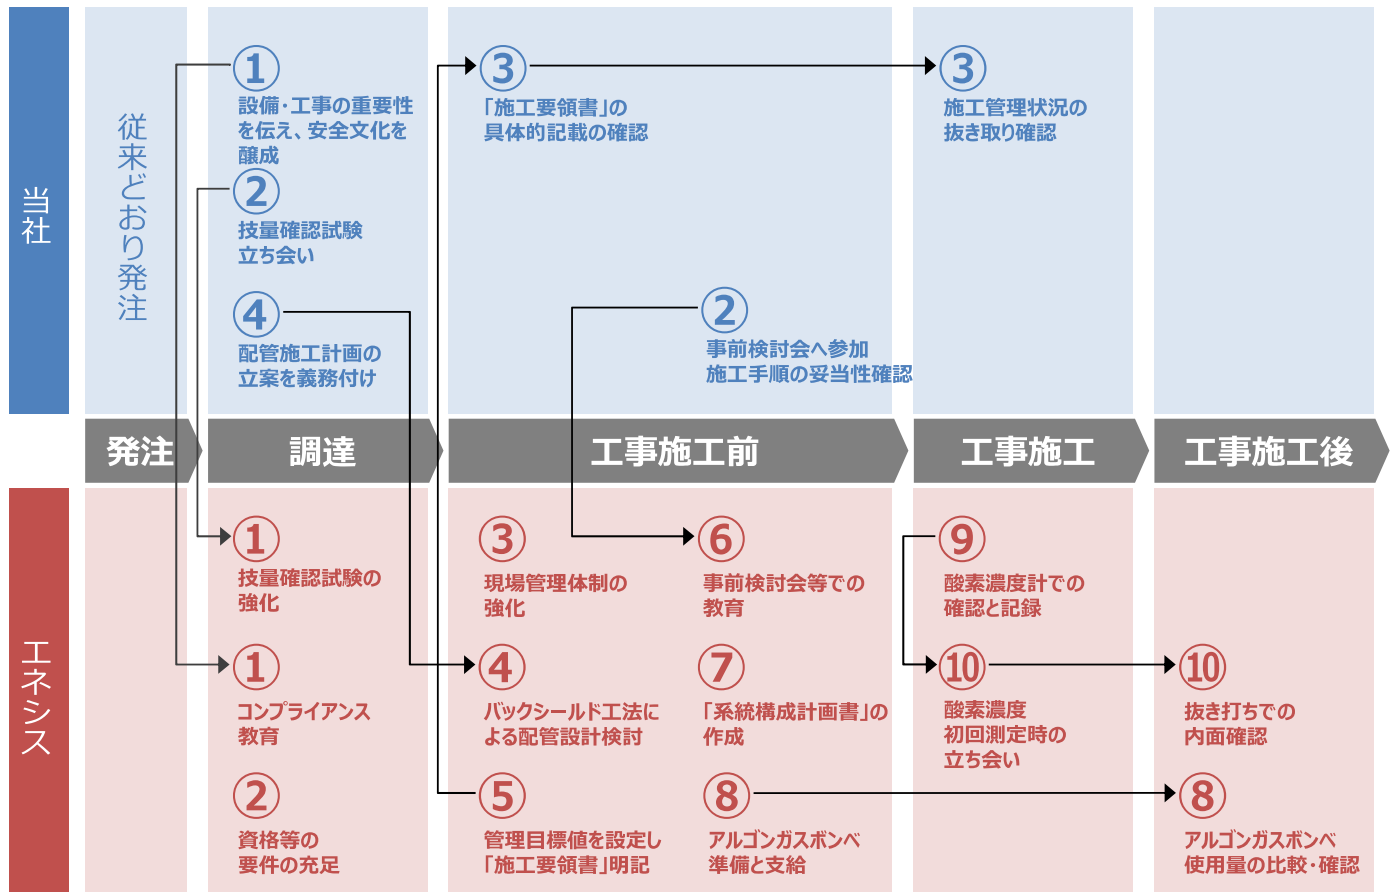 当社
従来どおり発注
①
設備・工事の重要性
を伝え、安全文化を
醸成
②
技量確認試験
立ち会い
④
配管施工計画の
立案を義務付け
③
「施工要領書」の
具体的記載の確認
②
事前検討会へ参加
施工手順の妥当性確認
③
施工管理状況の
抜き取り確認
発注
調達
工事施工前
工事施工
工事施工後
エネシス
①
技量確認試験の
強化
①
コンプライアンス
教育
②
資格等の
要件の充足
③
現場管理体制の
強化
④
バックシールド工法に
よる配管設計検討
⑤
管理目標値を設定し
「施工要領書」明記
⑥
事前検討会等での
教育
⑦
「系統構成計画書」の
作成
⑧
アルゴンガスボンベ
準備と支給
⑨
酸素濃度計での
確認と記録
⑩
酸素濃度
初回測定時の
立ち会い
⑩
抜き打ちでの
内面確認
⑧
アルゴンガスボンベ
使用量の比較・確認